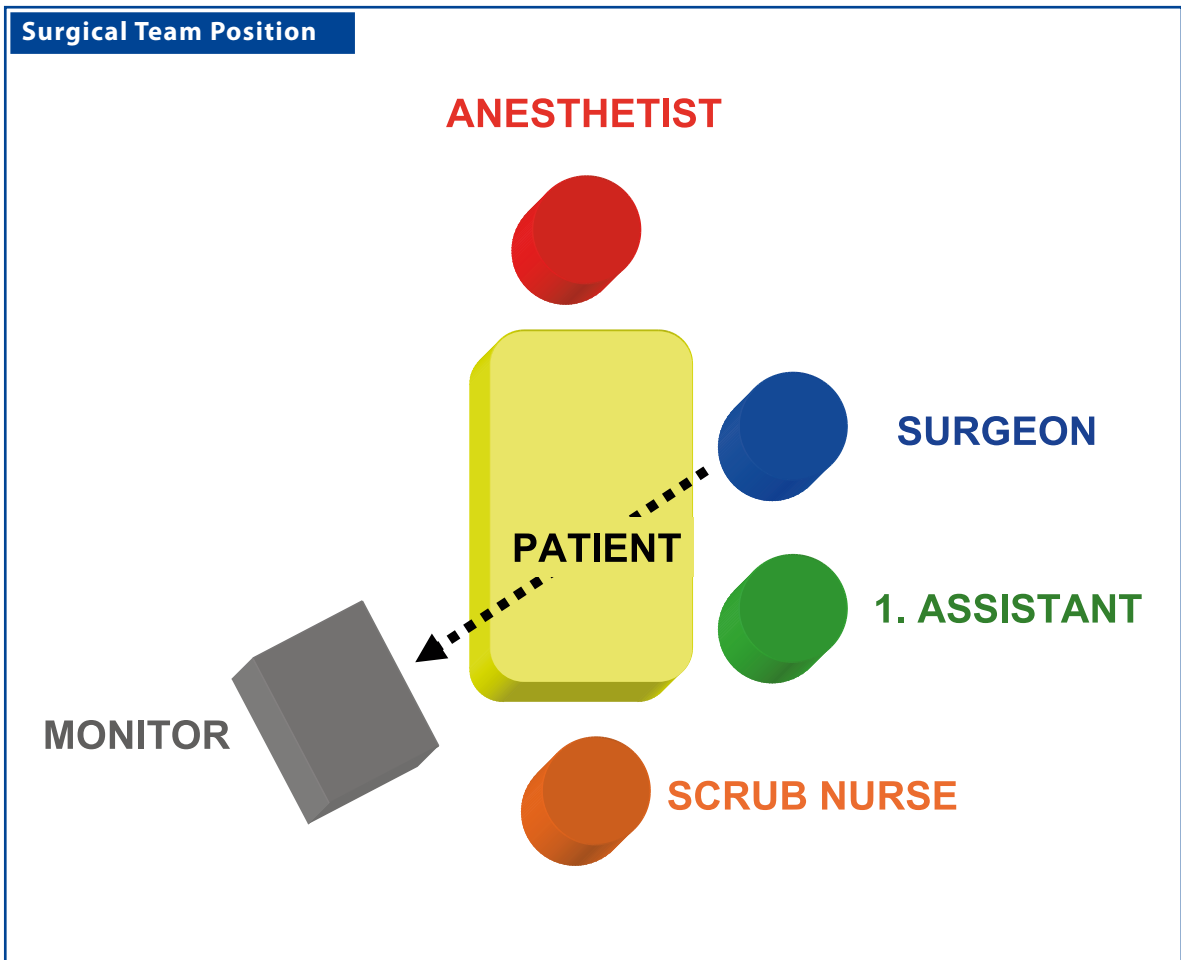 Surgical Team Position
ANESTHETIST
SURGEON
PATIENT
1. ASSISTANT
MONITOR
SCRUB NURSE